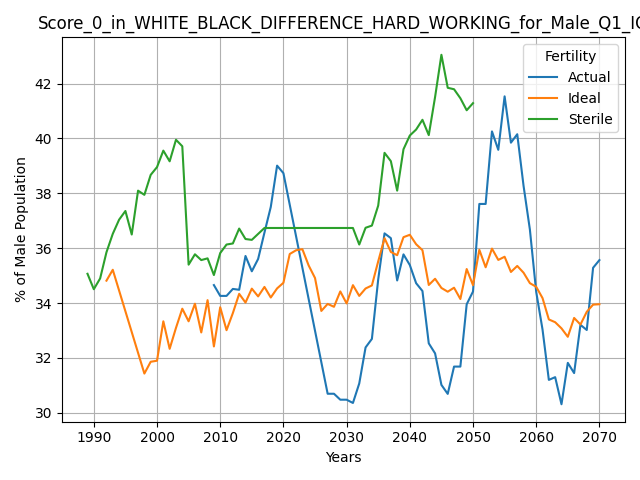 Score_0_in_WHITE_BLACK_DIFFERENCE_HARD_WORKING_for_Male_Q1_IC
Fertility
Actual
Ideal
Sterile
% of Male Population
42
40
38
36
34
32
30
1990 2000 2010 2020 2030 2040 2050 2060 2070
Years